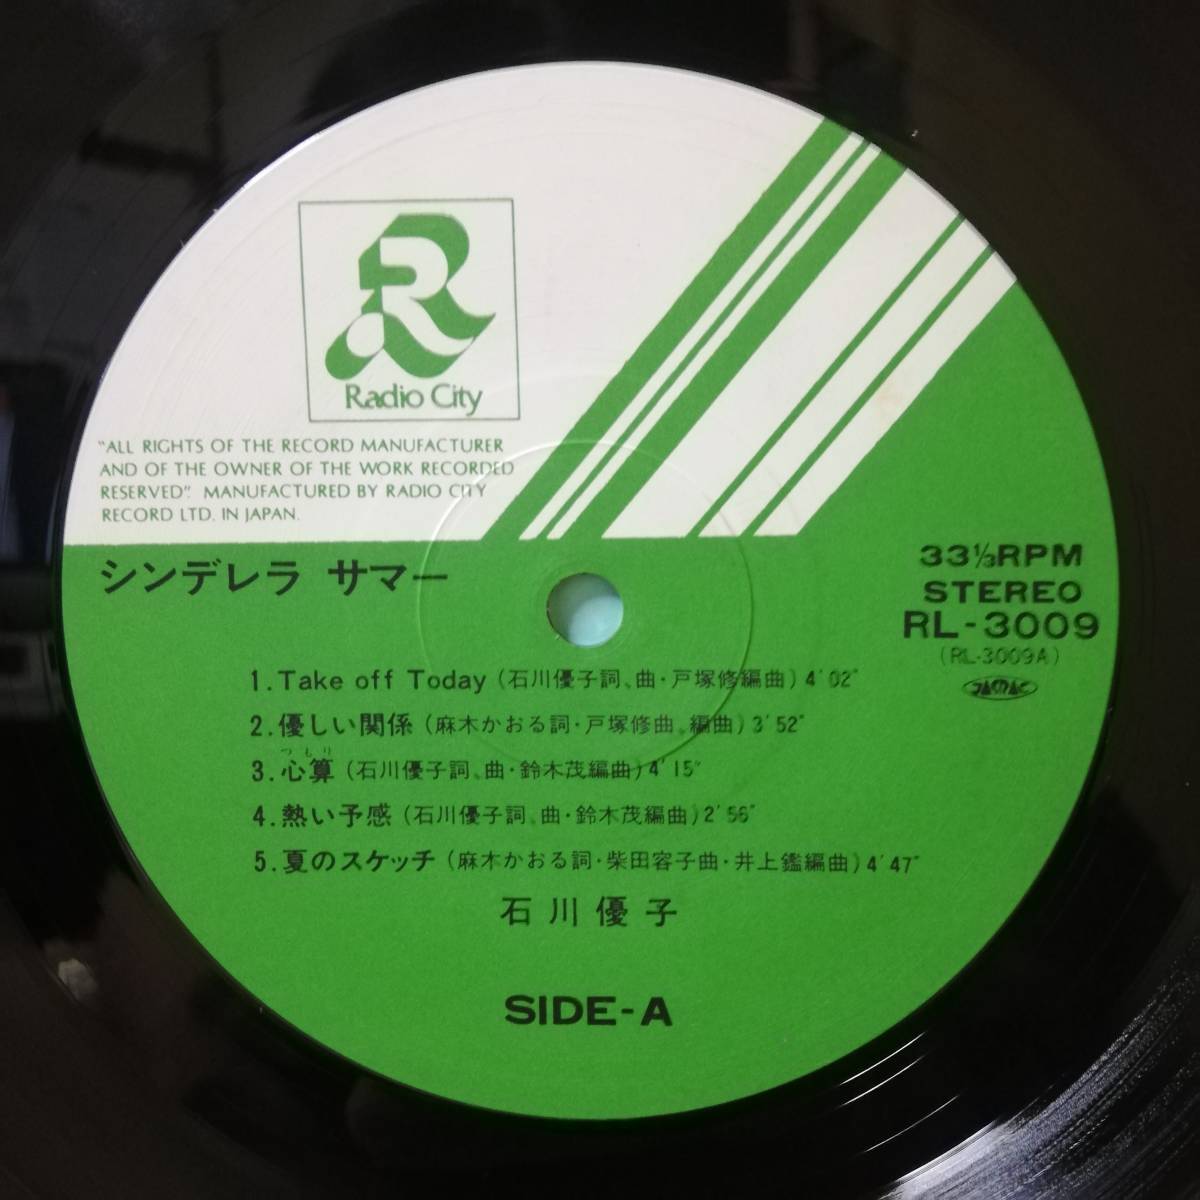 R
Radio City
"ALL RIGHTS OF THE RECORD MANUFACTURER
AND OF THE OWNER OF THE WORK RECORDED
RESERVED". MANUFACTURED BY RADIO CITY
RECORD LTD. IN JAPAN.
シンデレラ サマー
33⅓RPM
STEREO
RL-3009
(RL-3009A)
JASRAC
1. Take off Today (石川優子詞、曲・戸塚修編曲) 4'02"
2. 優しい関係 (麻木かおる詞・戸塚修曲、編曲) 3'52"
つもり
3. 心算 (石川優子詞、曲・鈴木茂編曲) 4'15"
4. 熱い予感 (石川優子詞、曲・鈴木茂編曲) 2'56"
5. 夏のスケッチ (麻木かおる詞・柴田容子曲・井上鑑編曲) 4'47"
石川優子
SIDE-A